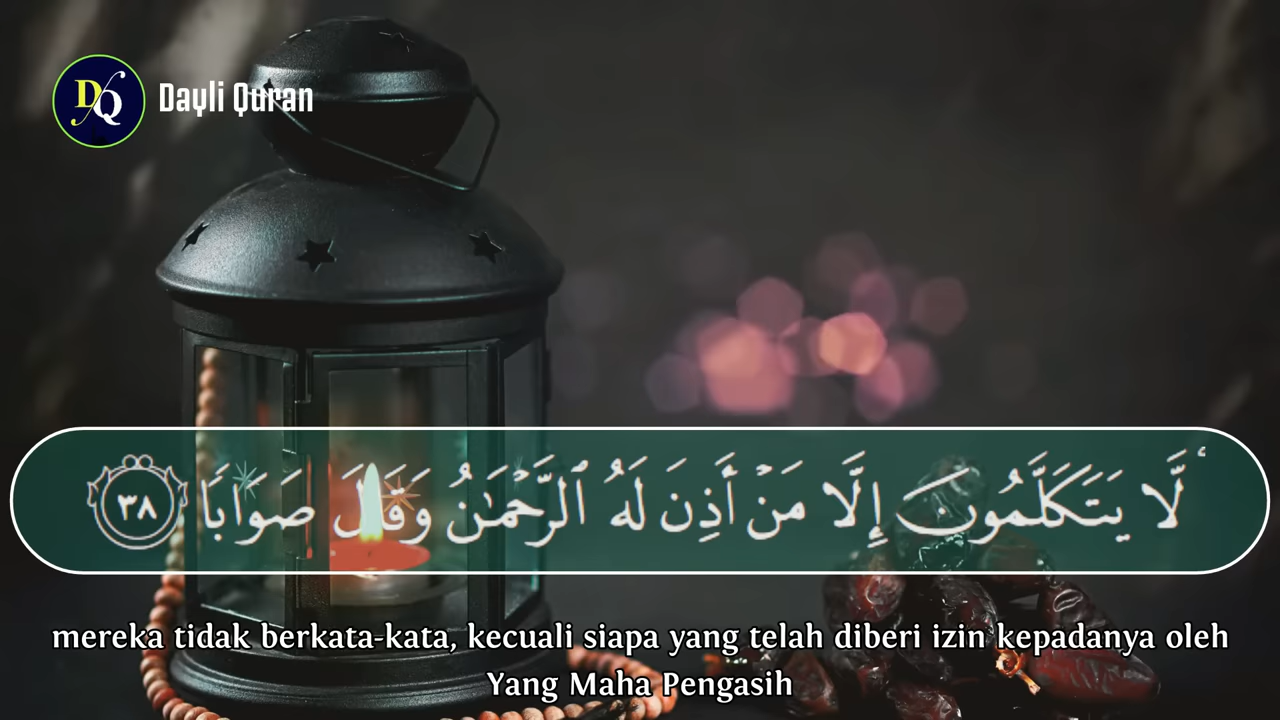 DQ
Dayli Quran
لَّا يَتَكَلَّمُونَ إِلَّا مَنْ أَذِنَ لَهُ ٱلرَّحْمَـٰنُ وَقَالَ صَوَابًا ٣٨
mereka tidak berkata-kata, kecuali siapa yang telah diberi izin kepadanya oleh
Yang Maha Pengasih